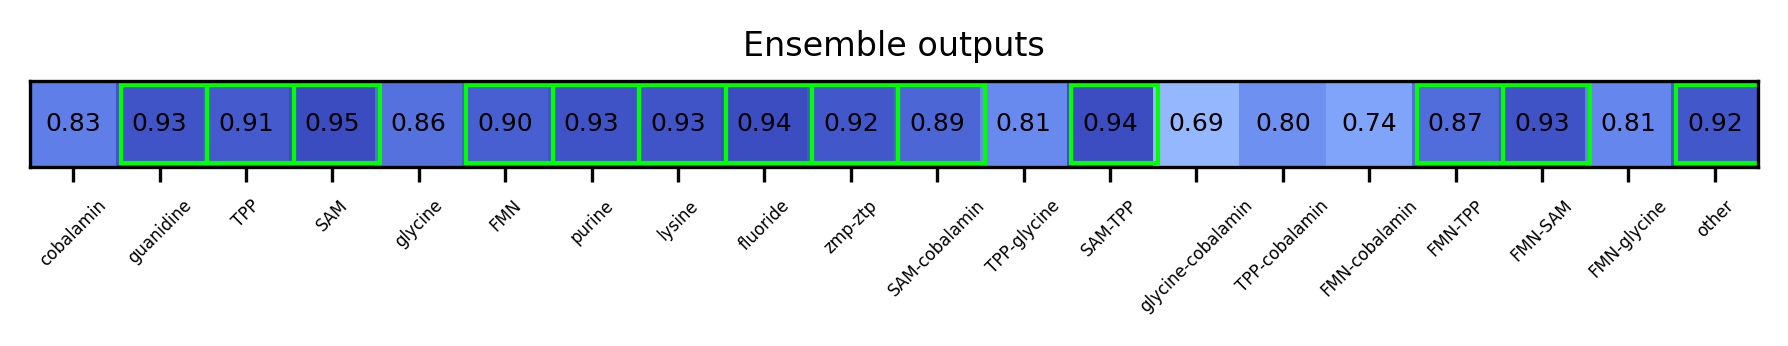 Ensemble outputs
0.83 0.93 0.91 0.95 0.86 0.90 0.93 0.93 0.94 0.92 0.89 0.81 0.94 0.69 0.80 0.74 0.87 0.93 0.81 0.92
cobalamin guanidine TPP SAM glycine FMN purine lysine fluoride zmp-ztp SAM-cobalamin TPP-glycine SAM-TPP glycine-cobalamin TPP-cobalamin FMN-cobalamin FMN-TPP FMN-SAM FMN-glycine other